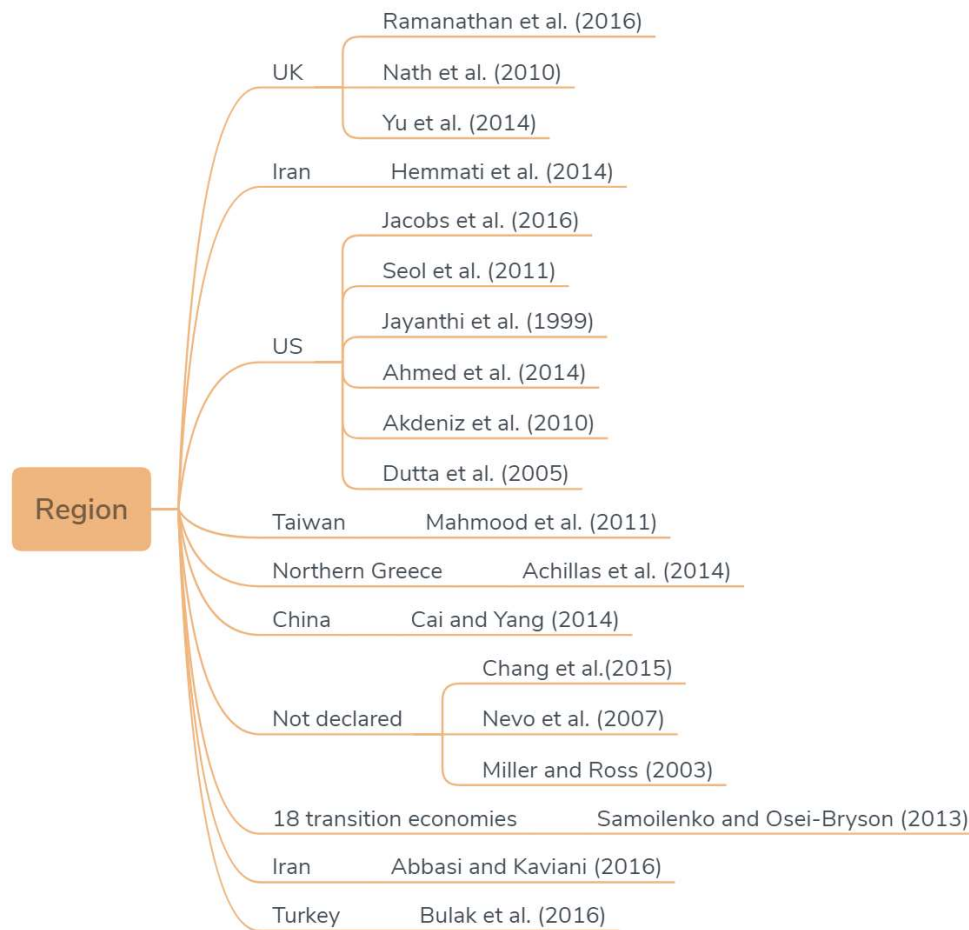 Region
UK
Ramanathan et al. (2016)
Nath et al. (2010)
Yu et al. (2014)
Iran
Hemmati et al. (2014)
US
Jacobs et al. (2016)
Seol et al. (2011)
Jayanthi et al. (1999)
Ahmed et al. (2014)
Akdeniz et al. (2010)
Dutta et al. (2005)
Taiwan
Mahmood et al. (2011)
Northern Greece
Achillas et al. (2014)
China
Cai and Yang (2014)
Not declared
Chang et al.(2015)
Nevo et al. (2007)
Miller and Ross (2003)
18 transition economies
Samoilenko and Osei-Bryson (2013)
Iran
Abbasi and Kaviani (2016)
Turkey
Bulak et al. (2016)